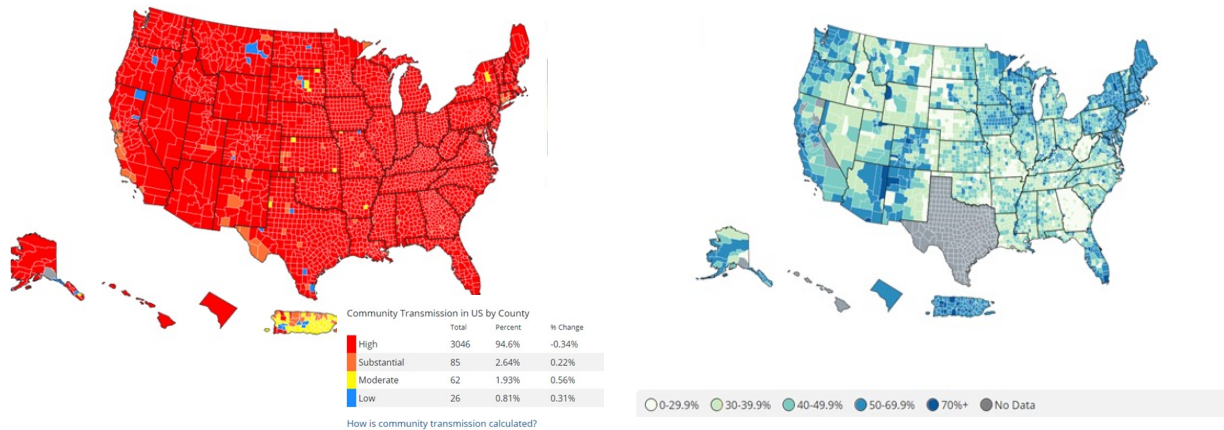 Community Transmission in US by County
Total Percent % Change
High 3046 94.6% -0.34%
Substantial 85 2.64% 0.22%
Moderate 62 1.93% 0.56%
Low 26 0.81% 0.31%
How is community transmission calculated?
0-29.9% 30-39.9% 40-49.9% 50-69.9% 70%+ No Data